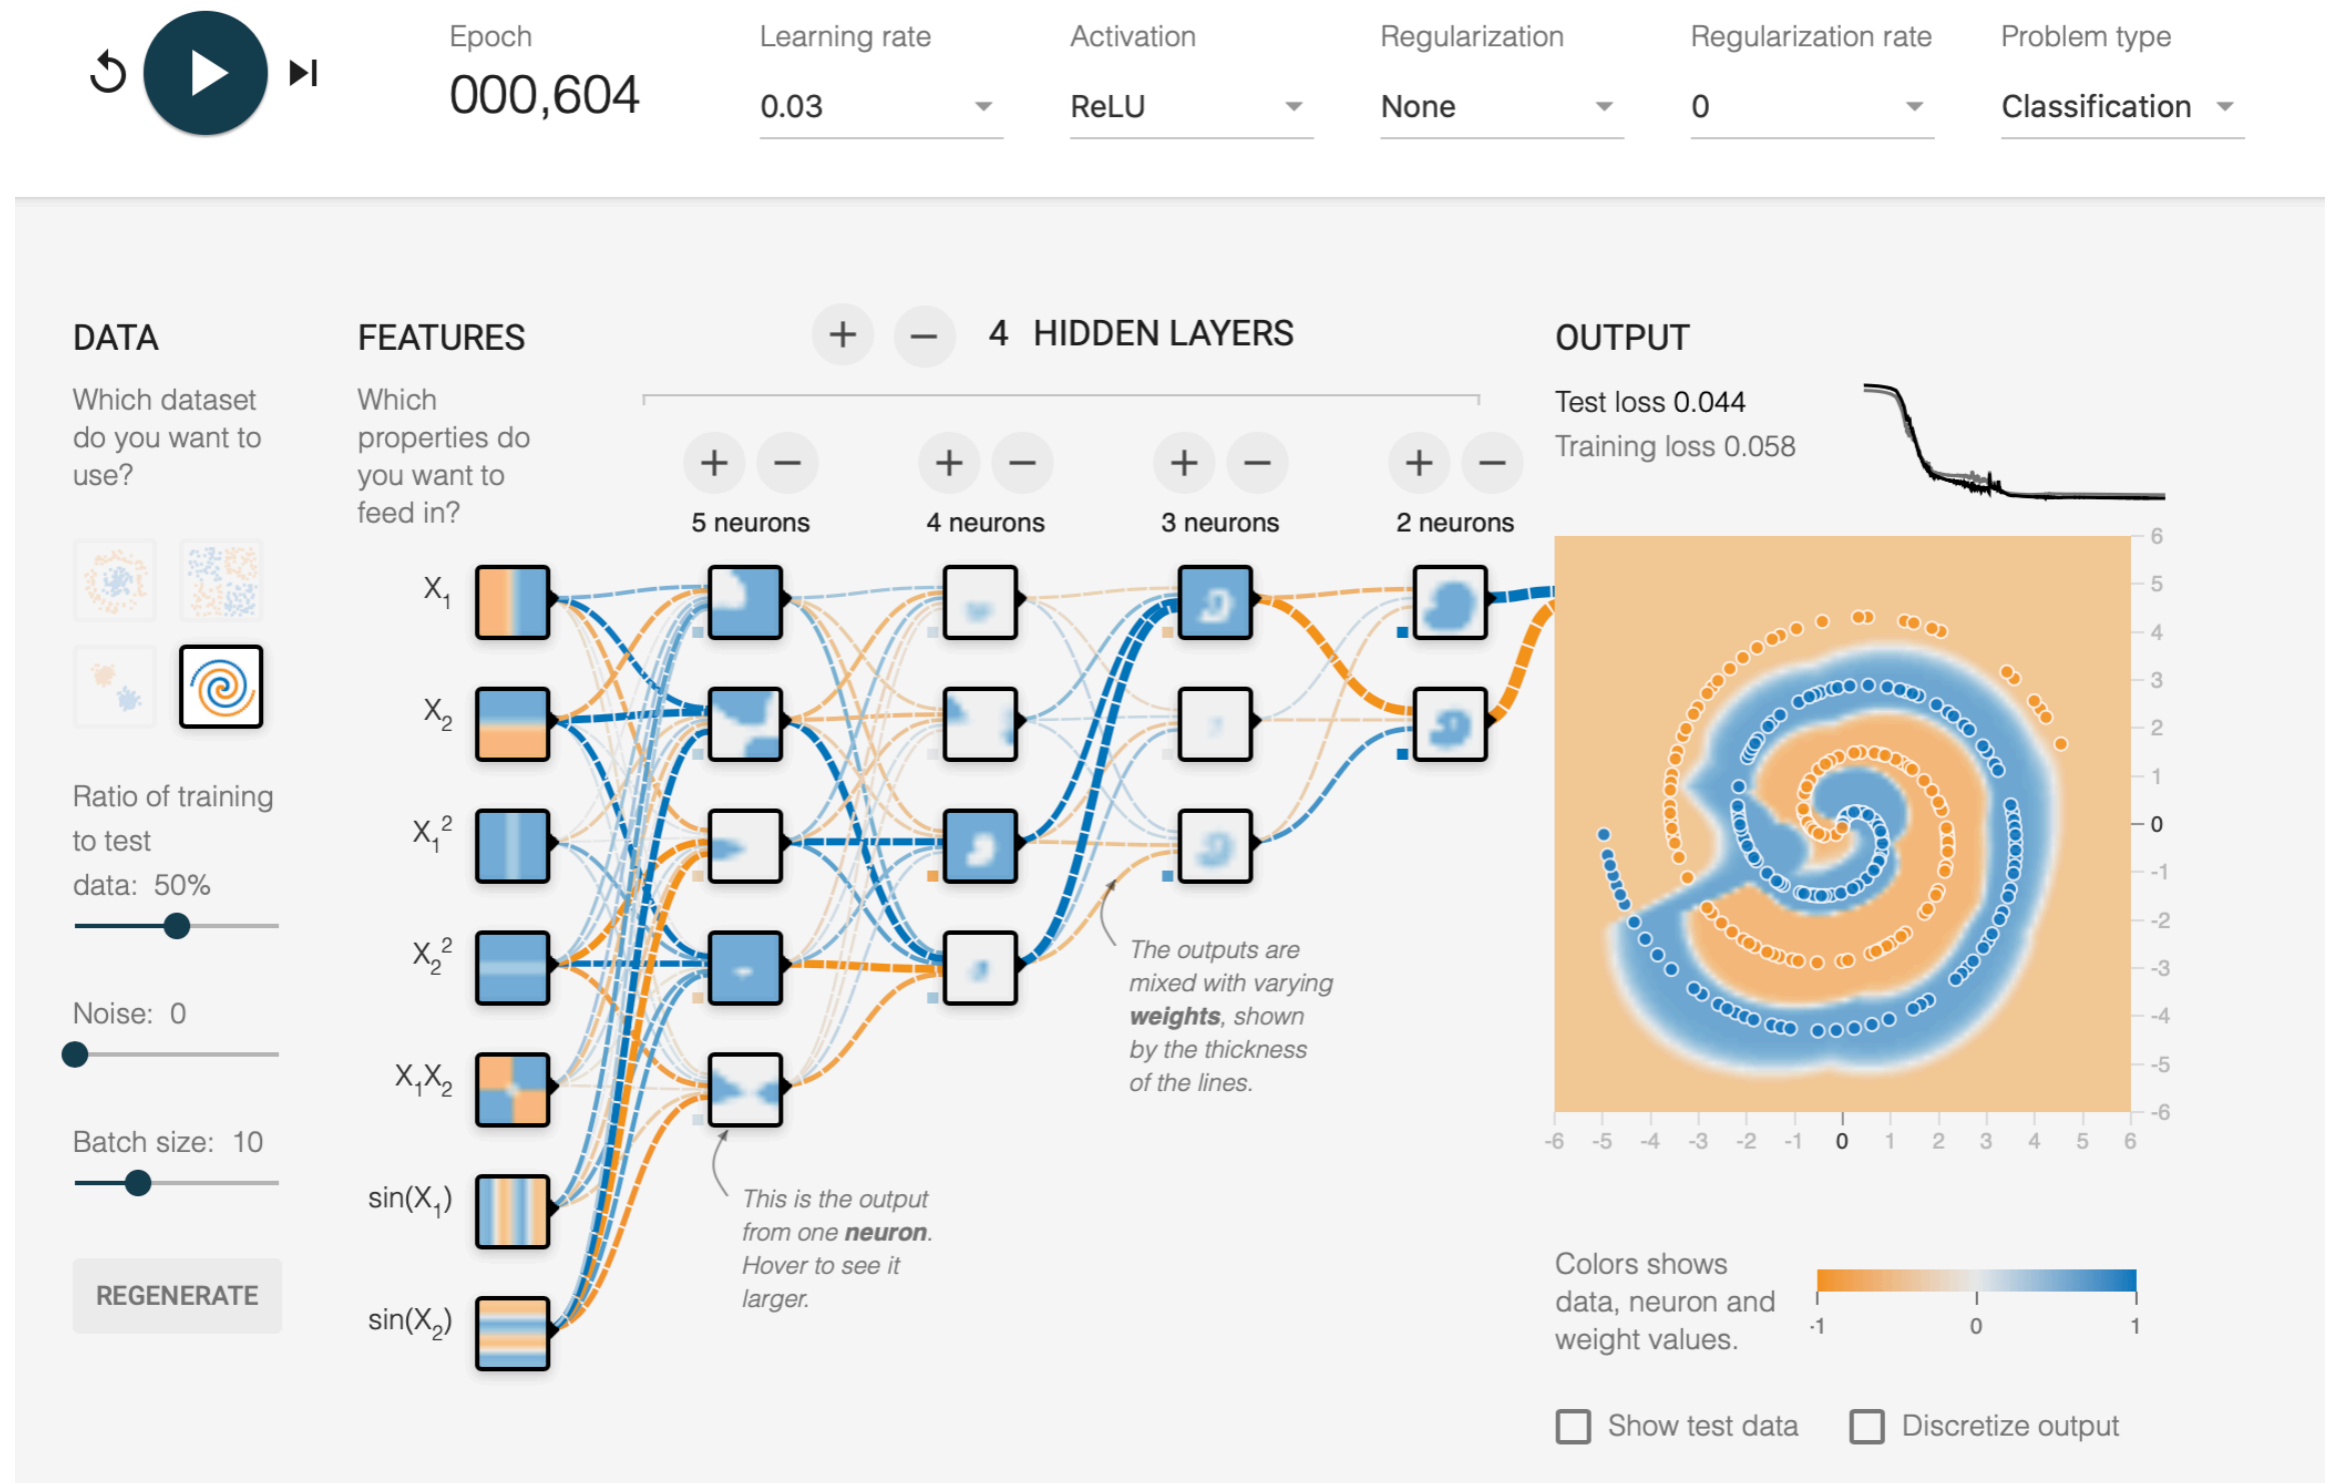 Epoch
000,604
Learning rate
0.03
Activation
ReLU
Regularization
None
Regularization rate
0
Problem type
Classification
DATA
Which dataset
do you want to
use?
Ratio of training
to test
data: 50%
Noise: 0
Batch size: 10
REGENERATE
FEATURES
Which
properties do
you want to
feed in?
X₁
X₂
X₁²
X₂²
X₁X₂
sin(X₁)
sin(X₂)
+ − 4 HIDDEN LAYERS
+ − + − + − + −
5 neurons
4 neurons
3 neurons
2 neurons
The outputs are
mixed with varying
weights, shown
by the thickness
of the lines.
This is the output
from one neuron.
Hover to see it
larger.
OUTPUT
Test loss 0.044
Training loss 0.058
6
5
4
3
2
1
0
-1
-2
-3
-4
-5
-6
-6 -5 -4 -3 -2 -1 0 1 2 3 4 5 6
Colors shows
data, neuron and
weight values.
-1 0 1
Show test data
Discretize output